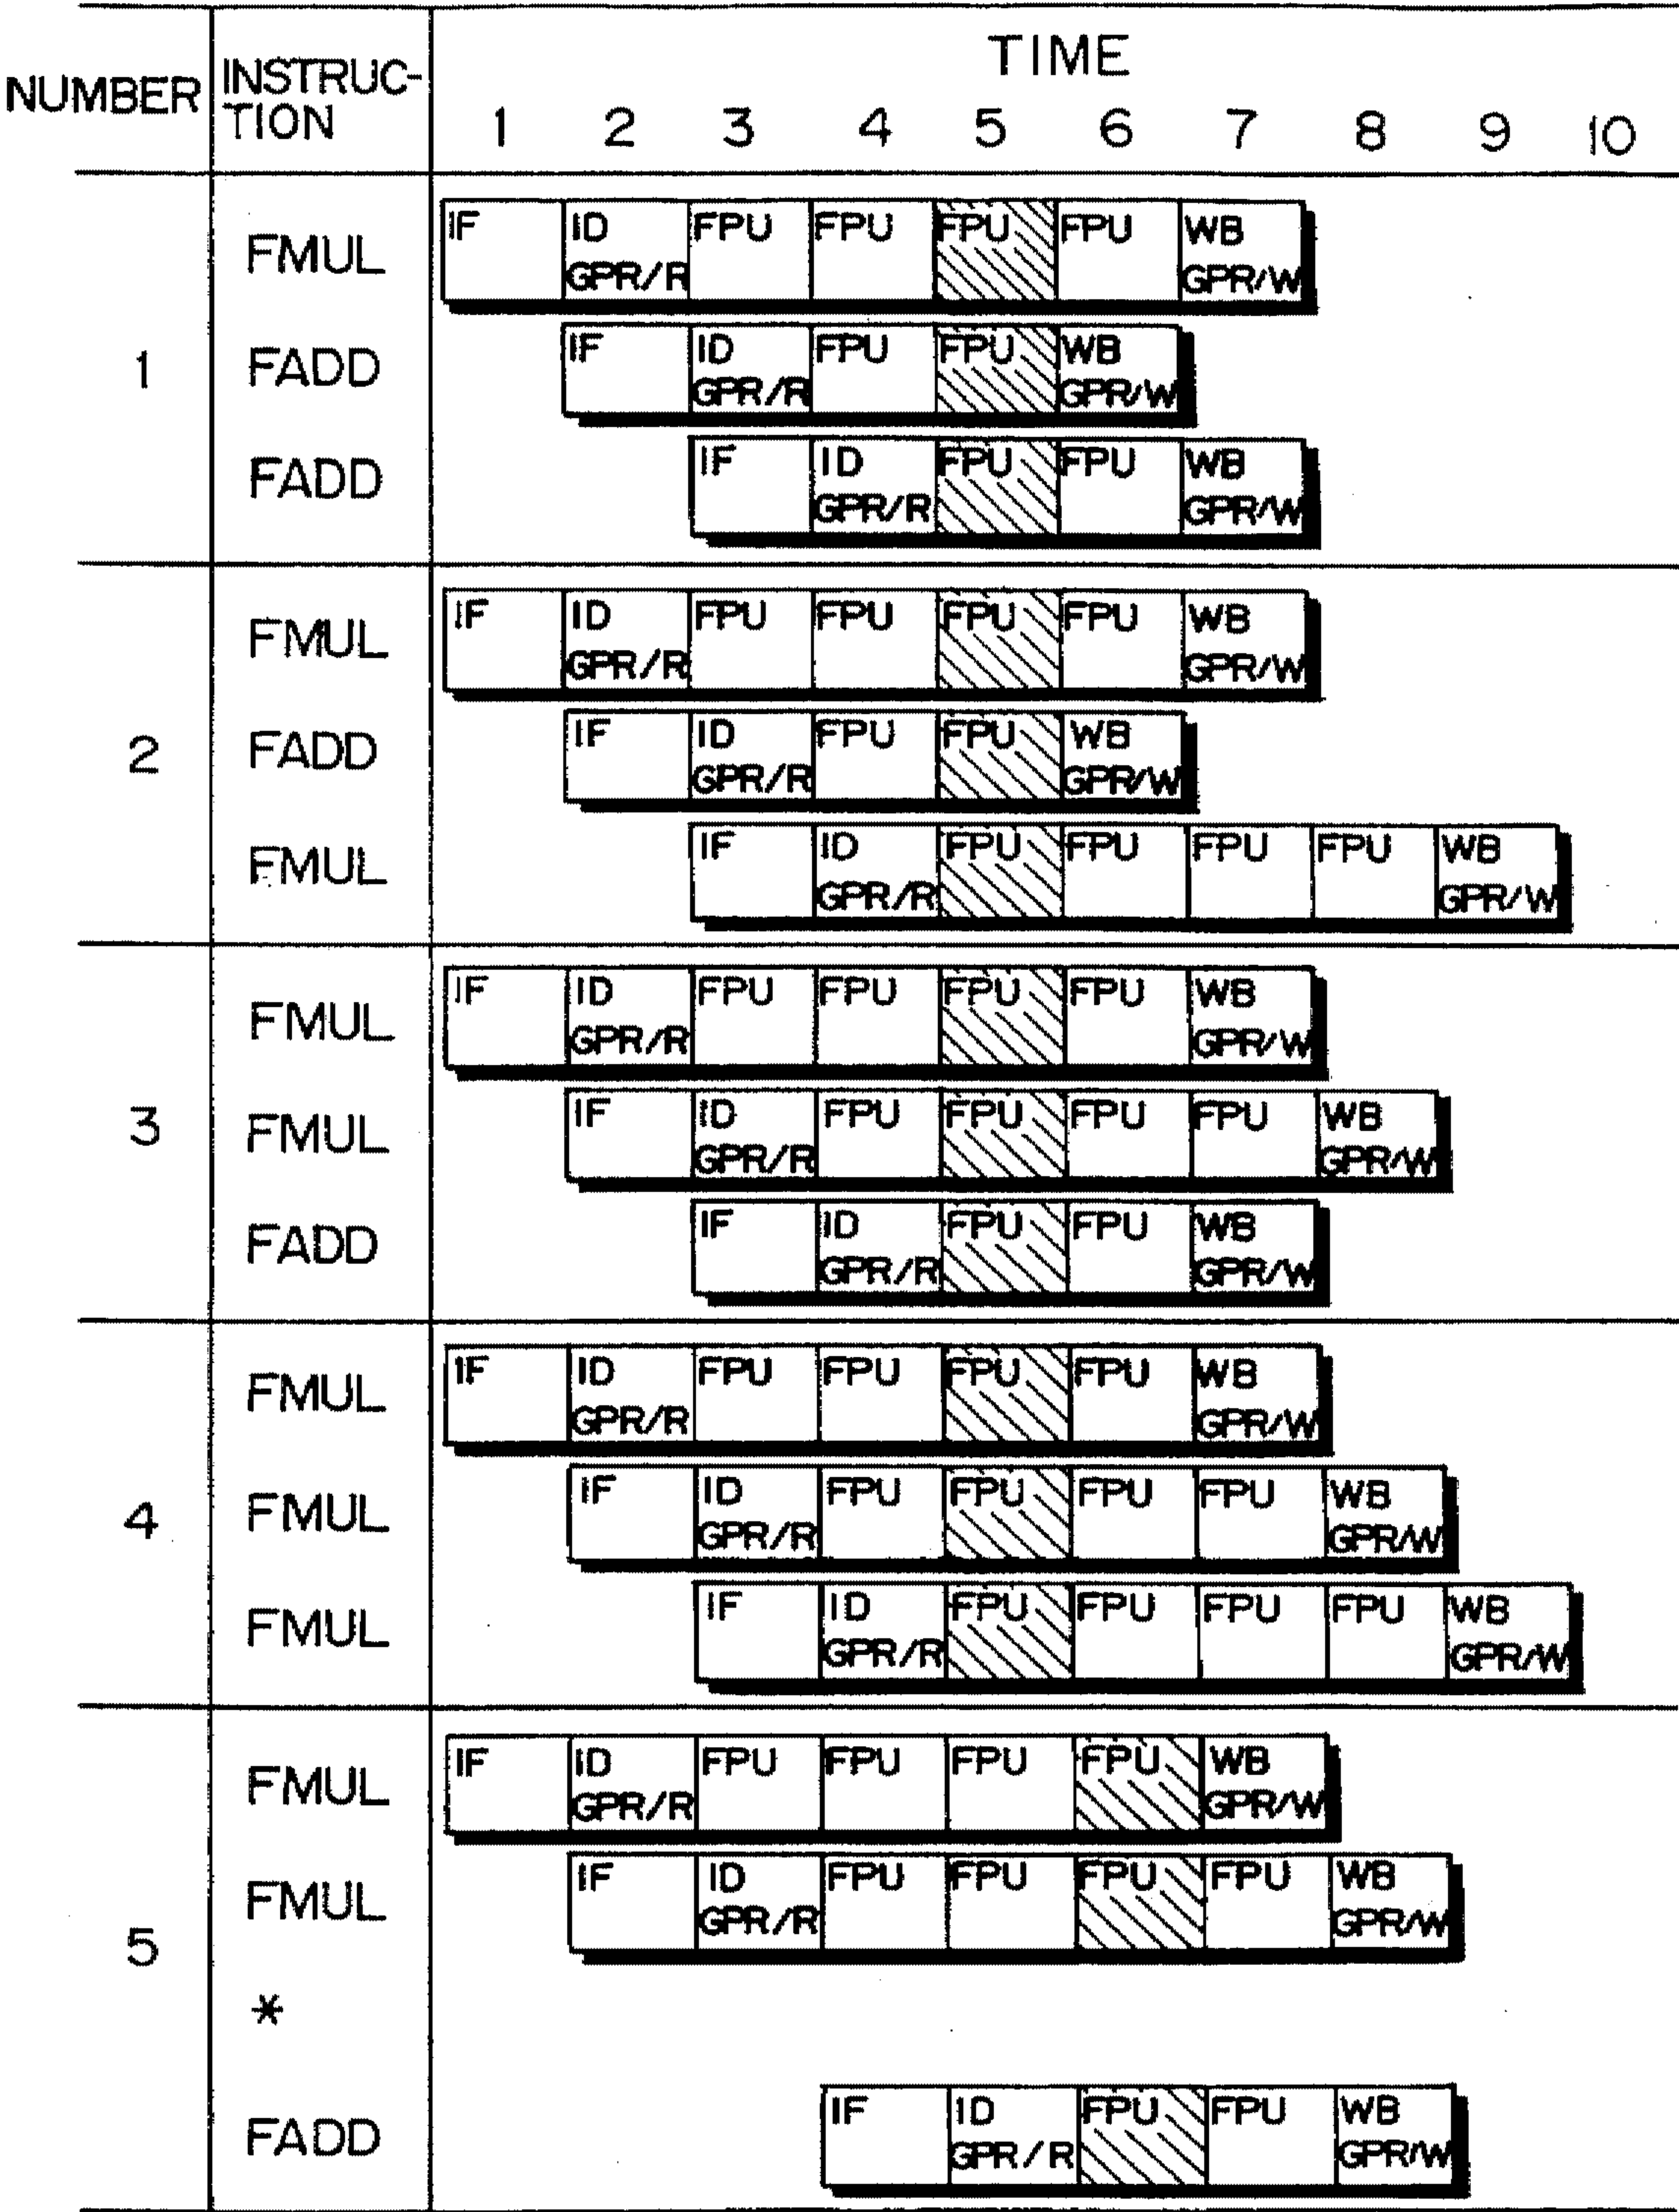 TIME
NUMBER
INSTRUC-
TION
1 2 3 4 5 6 7 8 9 10
1
FMUL
IF ID FPU FPU FPU FPU WB
GPR/R GPR/W
FADD
IF ID FPU FPU WB
GPR/R GPR/W
FADD
IF ID FPU FPU WB
GPR/R GPR/W
2
FMUL
IF ID FPU FPU FPU FPU WB
GPR/R GPR/W
FADD
IF ID FPU FPU WB
GPR/R GPR/W
FMUL
IF ID FPU FPU FPU FPU WB
GPR/R GPR/W
3
FMUL
IF ID FPU FPU FPU FPU WB
GPR/R GPR/W
FMUL
IF ID FPU FPU FPU FPU WB
GPR/R GPR/W
FADD
IF ID FPU FPU WB
GPR/R GPR/W
4
FMUL
IF ID FPU FPU FPU FPU WB
GPR/R GPR/W
FMUL
IF ID FPU FPU FPU FPU WB
GPR/R GPR/W
FMUL
IF ID FPU FPU FPU FPU WB
GPR/R GPR/W
5
FMUL
IF ID FPU FPU FPU FPU WB
GPR/R GPR/W
FMUL
IF ID FPU FPU FPU FPU WB
GPR/R GPR/W
*
FADD
IF ID FPU FPU WB
GPR/R GPR/W